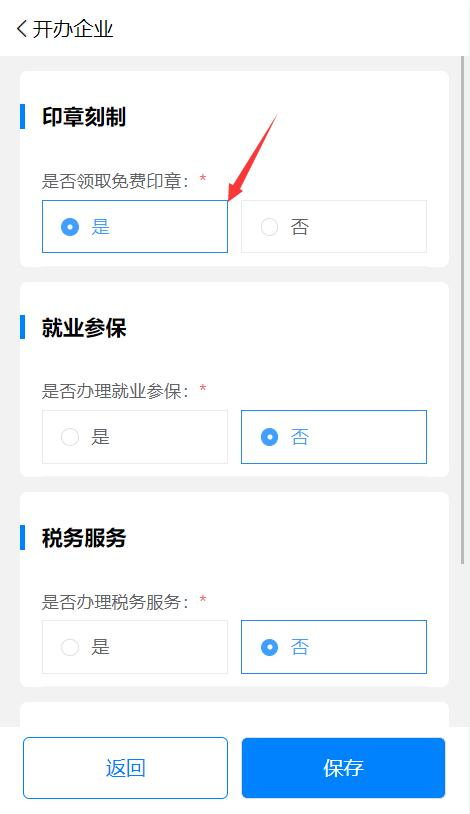 开办企业
印章刻制
是否领取免费印章：*
是 否
就业参保
是否办理就业参保：*
是 否
税务服务
是否办理税务服务：*
是 否
返回 保存